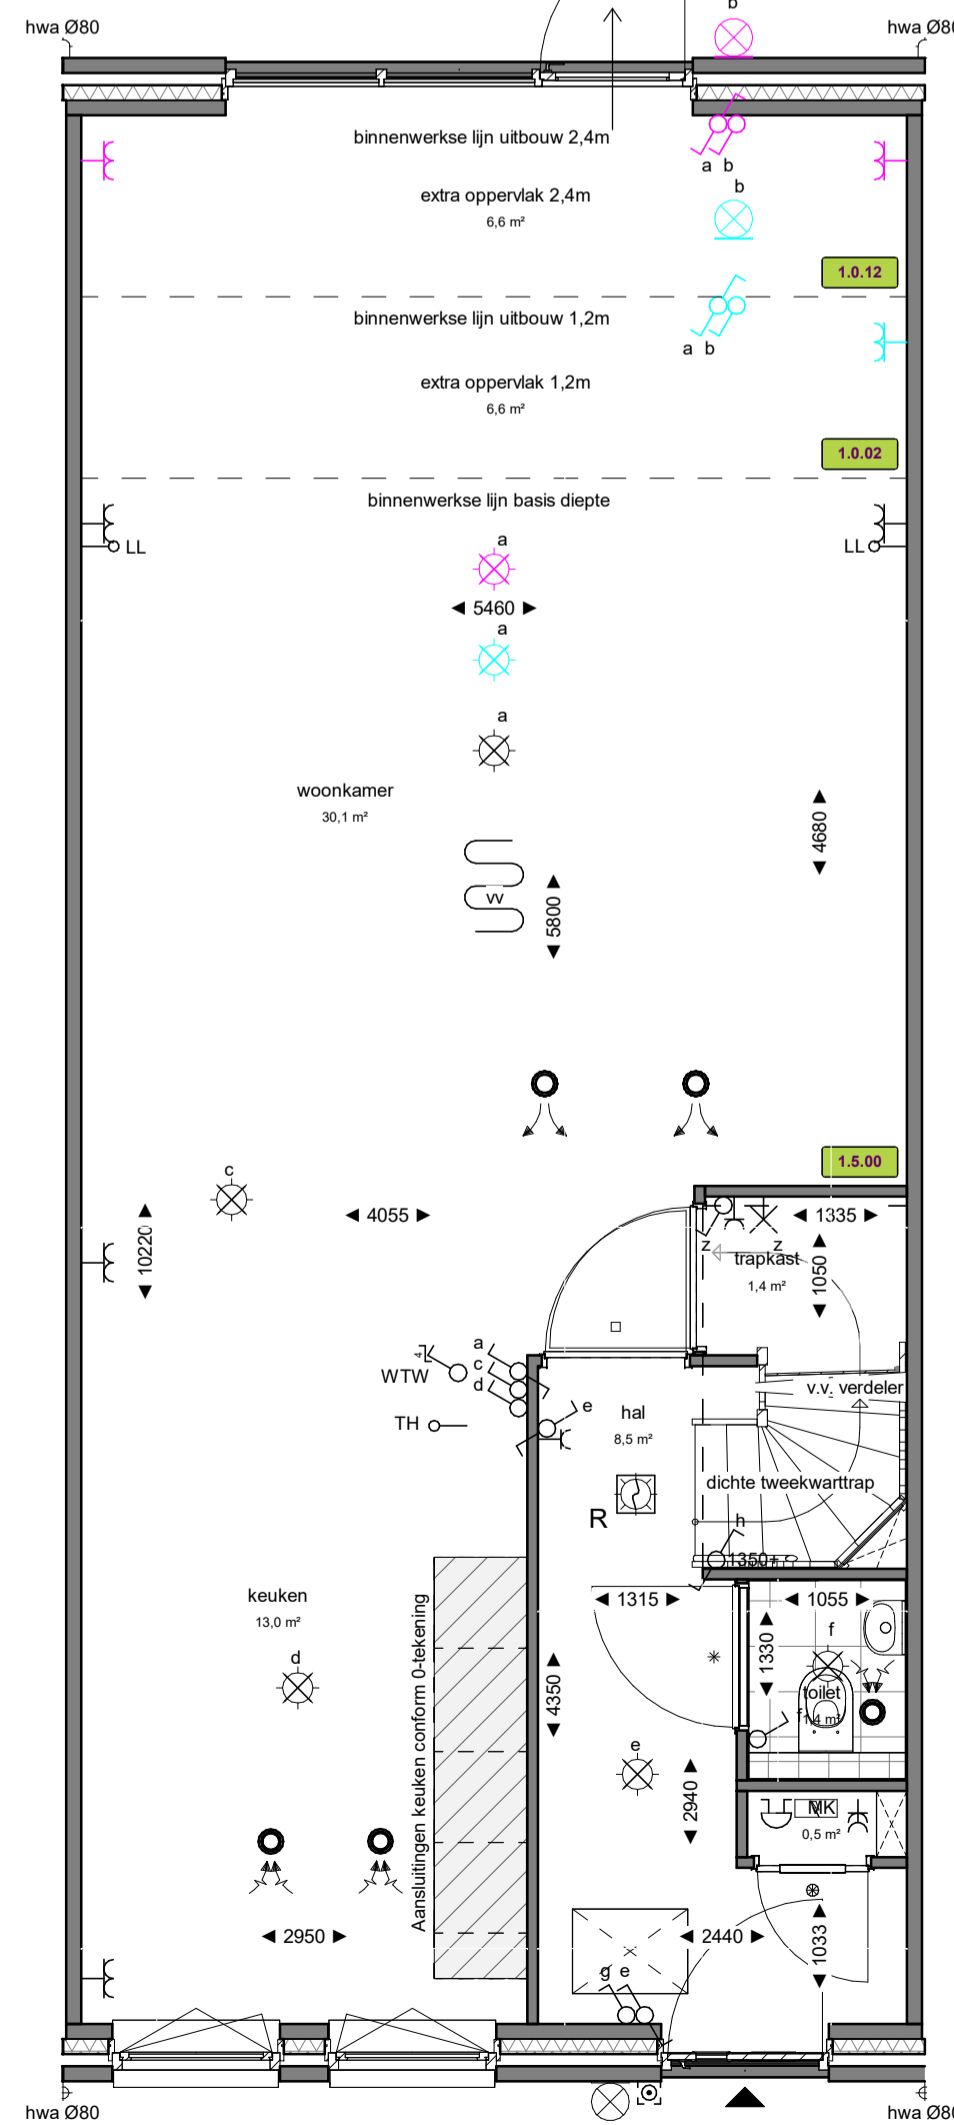 hwa Ø80
hwa Ø80
b
binnenwerkse lijn uitbouw 2,4m
a b
extra oppervlak 2,4m
6,6 m²
b
1.0.12
binnenwerkse lijn uitbouw 1,2m
a b
extra oppervlak 1,2m
6,6 m²
1.0.02
binnenwerkse lijn basis diepte
LL
LL
a
5460
a
a
woonkamer
30,1 m²
4680
vv
5800
1.5.00
c
4055
1335
10220
z
z
trapkast
1,4 m²
1050
a
4
WTW
c
d
v.v. verdeler
e
TH
hal
8,5 m²
dichte tweekwarttrap
R
h
1350+
keuken
13,0 m²
1315
1055
Aansluitingen keuken conform 0-tekening
f
1330
d
4350
toilet
1,4 m²
f
e
2940
MK
0,5 m²
2950
2440
1033
g e
hwa Ø80
hwa Ø80